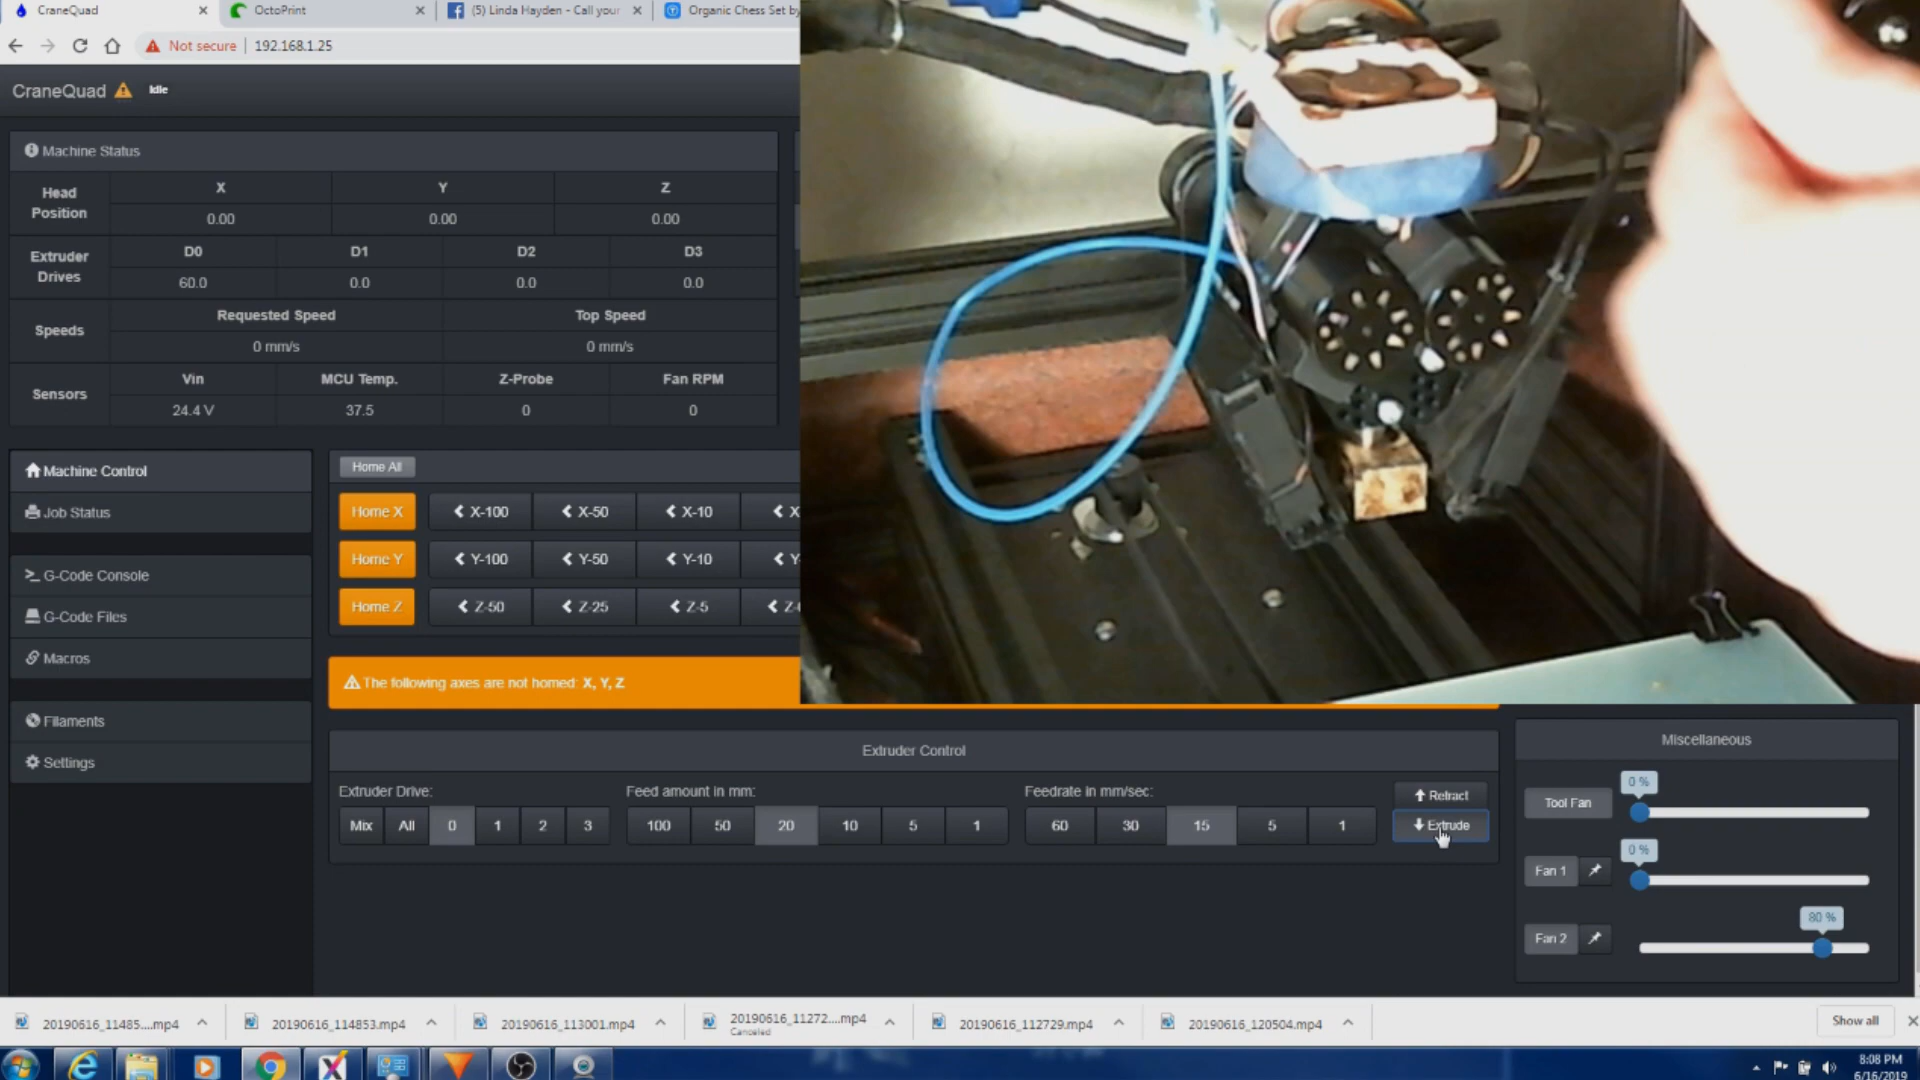 CraneQuad
OctoPrint
(5) Linda Hayden - Call your
Organic Chess Set by
Not secure 192.168.1.25
CraneQuad Idle
Machine Status
Head Position X Y Z
0.00 0.00 0.00
Extruder Drives D0 D1 D2 D3
60.0 0.0 0.0 0.0
Speeds Requested Speed Top Speed
0 mm/s 0 mm/s
Sensors Vin MCU Temp. Z-Probe Fan RPM
24.4 V 37.5 0 0
Machine Control
Job Status
G-Code Console
G-Code Files
Macros
Filaments
Settings
Home All
Home X X-100 X-50 X-10 X
Home Y Y-100 Y-50 Y-10 Y-
Home Z Z-50 Z-25 Z-5 Z-
The following axes are not homed: X, Y, Z
Extruder Control
Extruder Drive: Feed amount in mm: Feedrate in mm/sec:
Mix All 0 1 2 3 100 50 20 10 5 1 60 30 15 5 1
Retract
Extrude
Miscellaneous
Tool Fan 0 %
Fan 1 0 %
Fan 2 80 %
20190616_11485....mp4
20190616_114853.mp4
20190616_113001.mp4
20190616_11272....mp4
Canceled
20190616_112729.mp4
20190616_120504.mp4
Show all
8:08 PM
6/16/2019